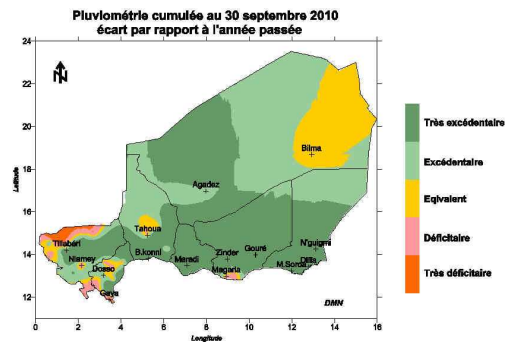 Pluviométrie cumulée au 30 septembre 2010
écart par rapport à l'année passée
24
22
20
18
16
14
12
Latitude
N
Bilma
Agadez
Tahoua
Tillabéri
Niamey
Dosso
Gaya
B.konni
Maradi
Zinder
Gouré
Magaria
N'guigmi
Diffa
M.Soroa
DMN
0 2 4 6 8 10 12 14 16
Longitude
Très excédentaire
Excédentaire
Eqivalent
Déficitaire
Très déficitaire